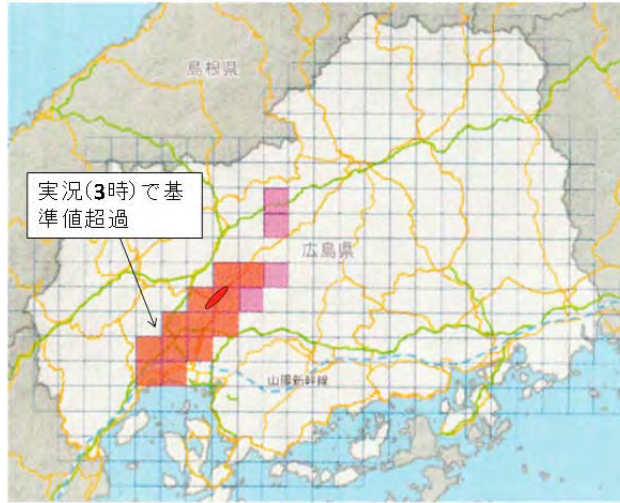 島根県
実況(3時)で基
準値超過
広島県
山陽新幹線